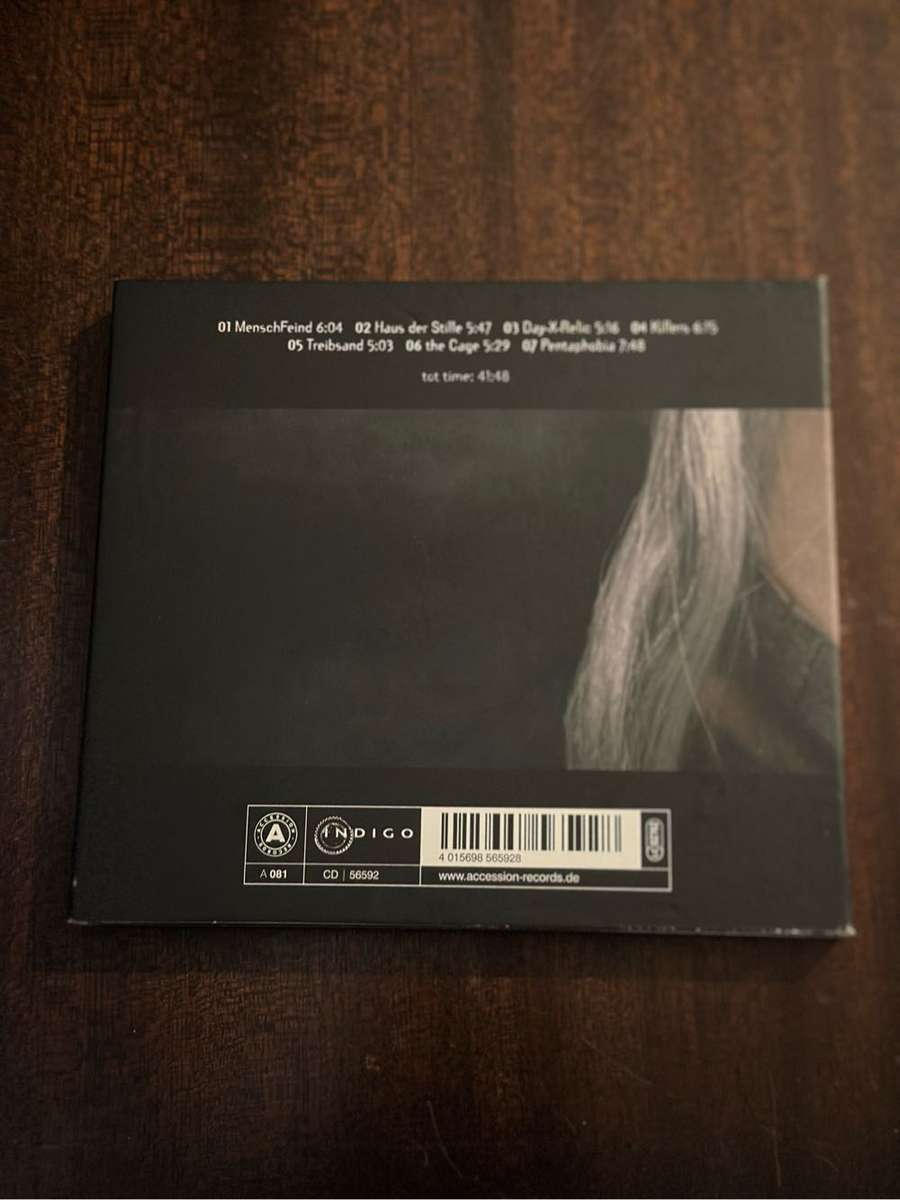 01 MenschFeind 6:04 02 Haus der Stille 5:47 03 Day-X-Relic 5:16 04 Killers 6:15
05 Treibsand 5:03 06 the Cage 5:29 07 Pentaphobia 7:48
tot time: 41:48
ACCESSION RECORDS
A
INDIGO
4 015698 565928
A 081
CD | 56592
www.accession-records.de